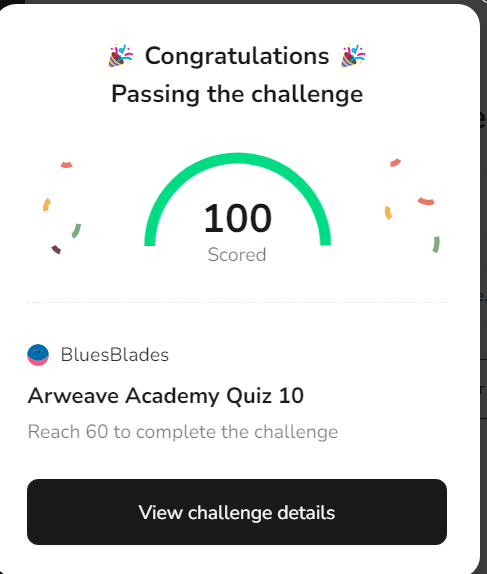 🎉 Congratulations 🎉
Passing the challenge
100
Scored
BluesBlades
Arweave Academy Quiz 10
Reach 60 to complete the challenge
View challenge details